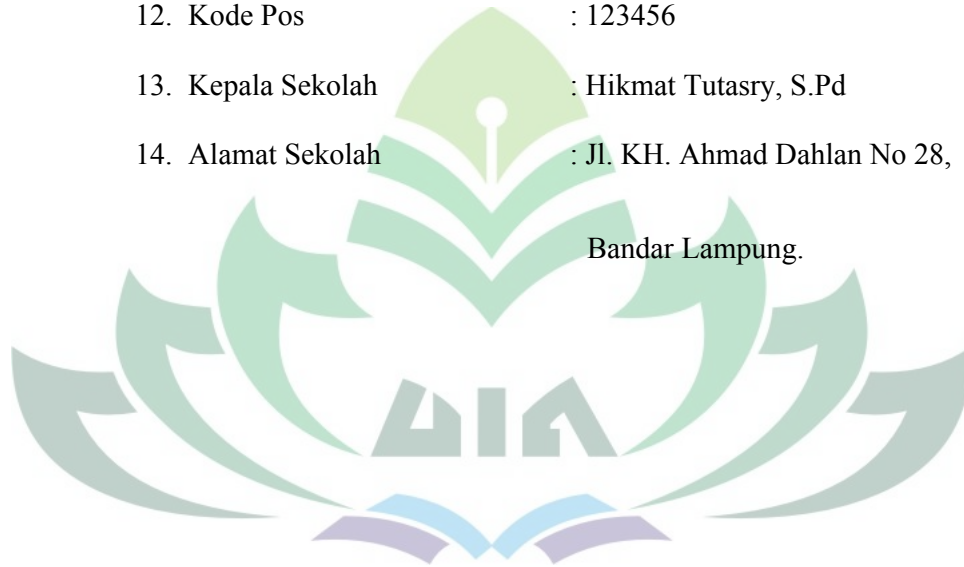 12. Kode Pos : 123456
13. Kepala Sekolah : Hikmat Tutasry, S.Pd
14. Alamat Sekolah : Jl. KH. Ahmad Dahlan No 28,
Bandar Lampung.
UIN